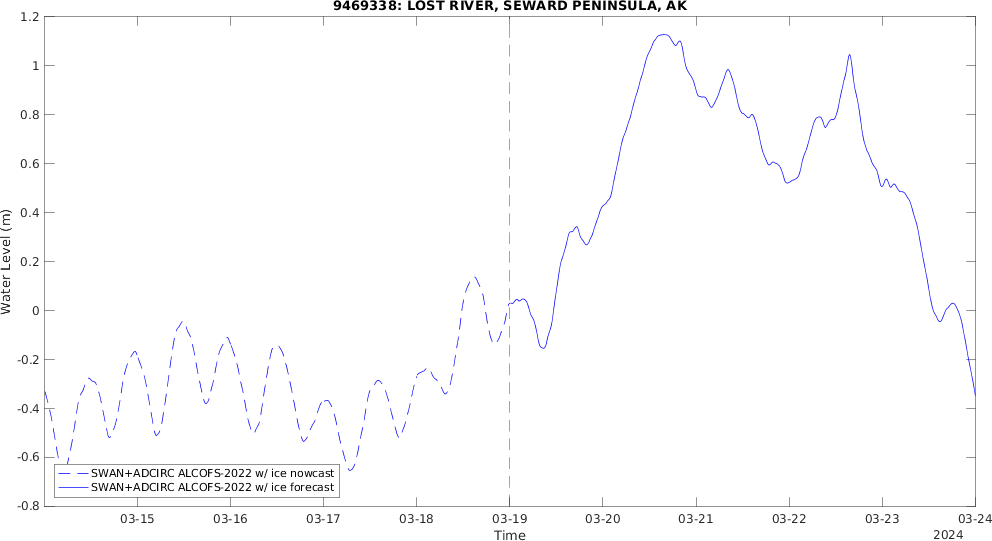 9469338: LOST RIVER, SEWARD PENINSULA, AK
1.2
1
0.8
0.6
0.4
0.2
0
-0.2
-0.4
-0.6
-0.8
Water Level (m)
SWAN+ADCIRC ALCOFS-2022 w/ ice nowcast
SWAN+ADCIRC ALCOFS-2022 w/ ice forecast
03-15 03-16 03-17 03-18 03-19 03-20 03-21 03-22 03-23 03-24
Time
2024